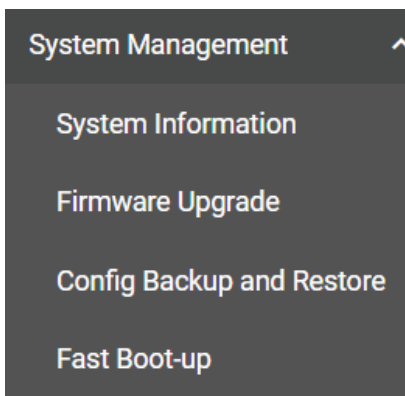 System Management
System Information
Firmware Upgrade
Config Backup and Restore
Fast Boot-up